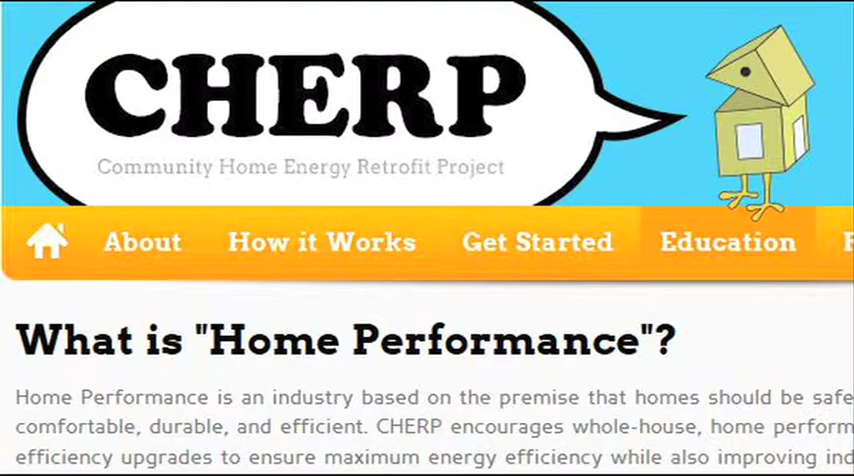 CHERP
Community Home Energy Retrofit Project
About How it Works Get Started Education
What is "Home Performance"?
Home Performance is an industry based on the premise that homes should be safe
comfortable, durable, and efficient. CHERP encourages whole-house, home perform
efficiency upgrades to ensure maximum energy efficiency while also improving ind